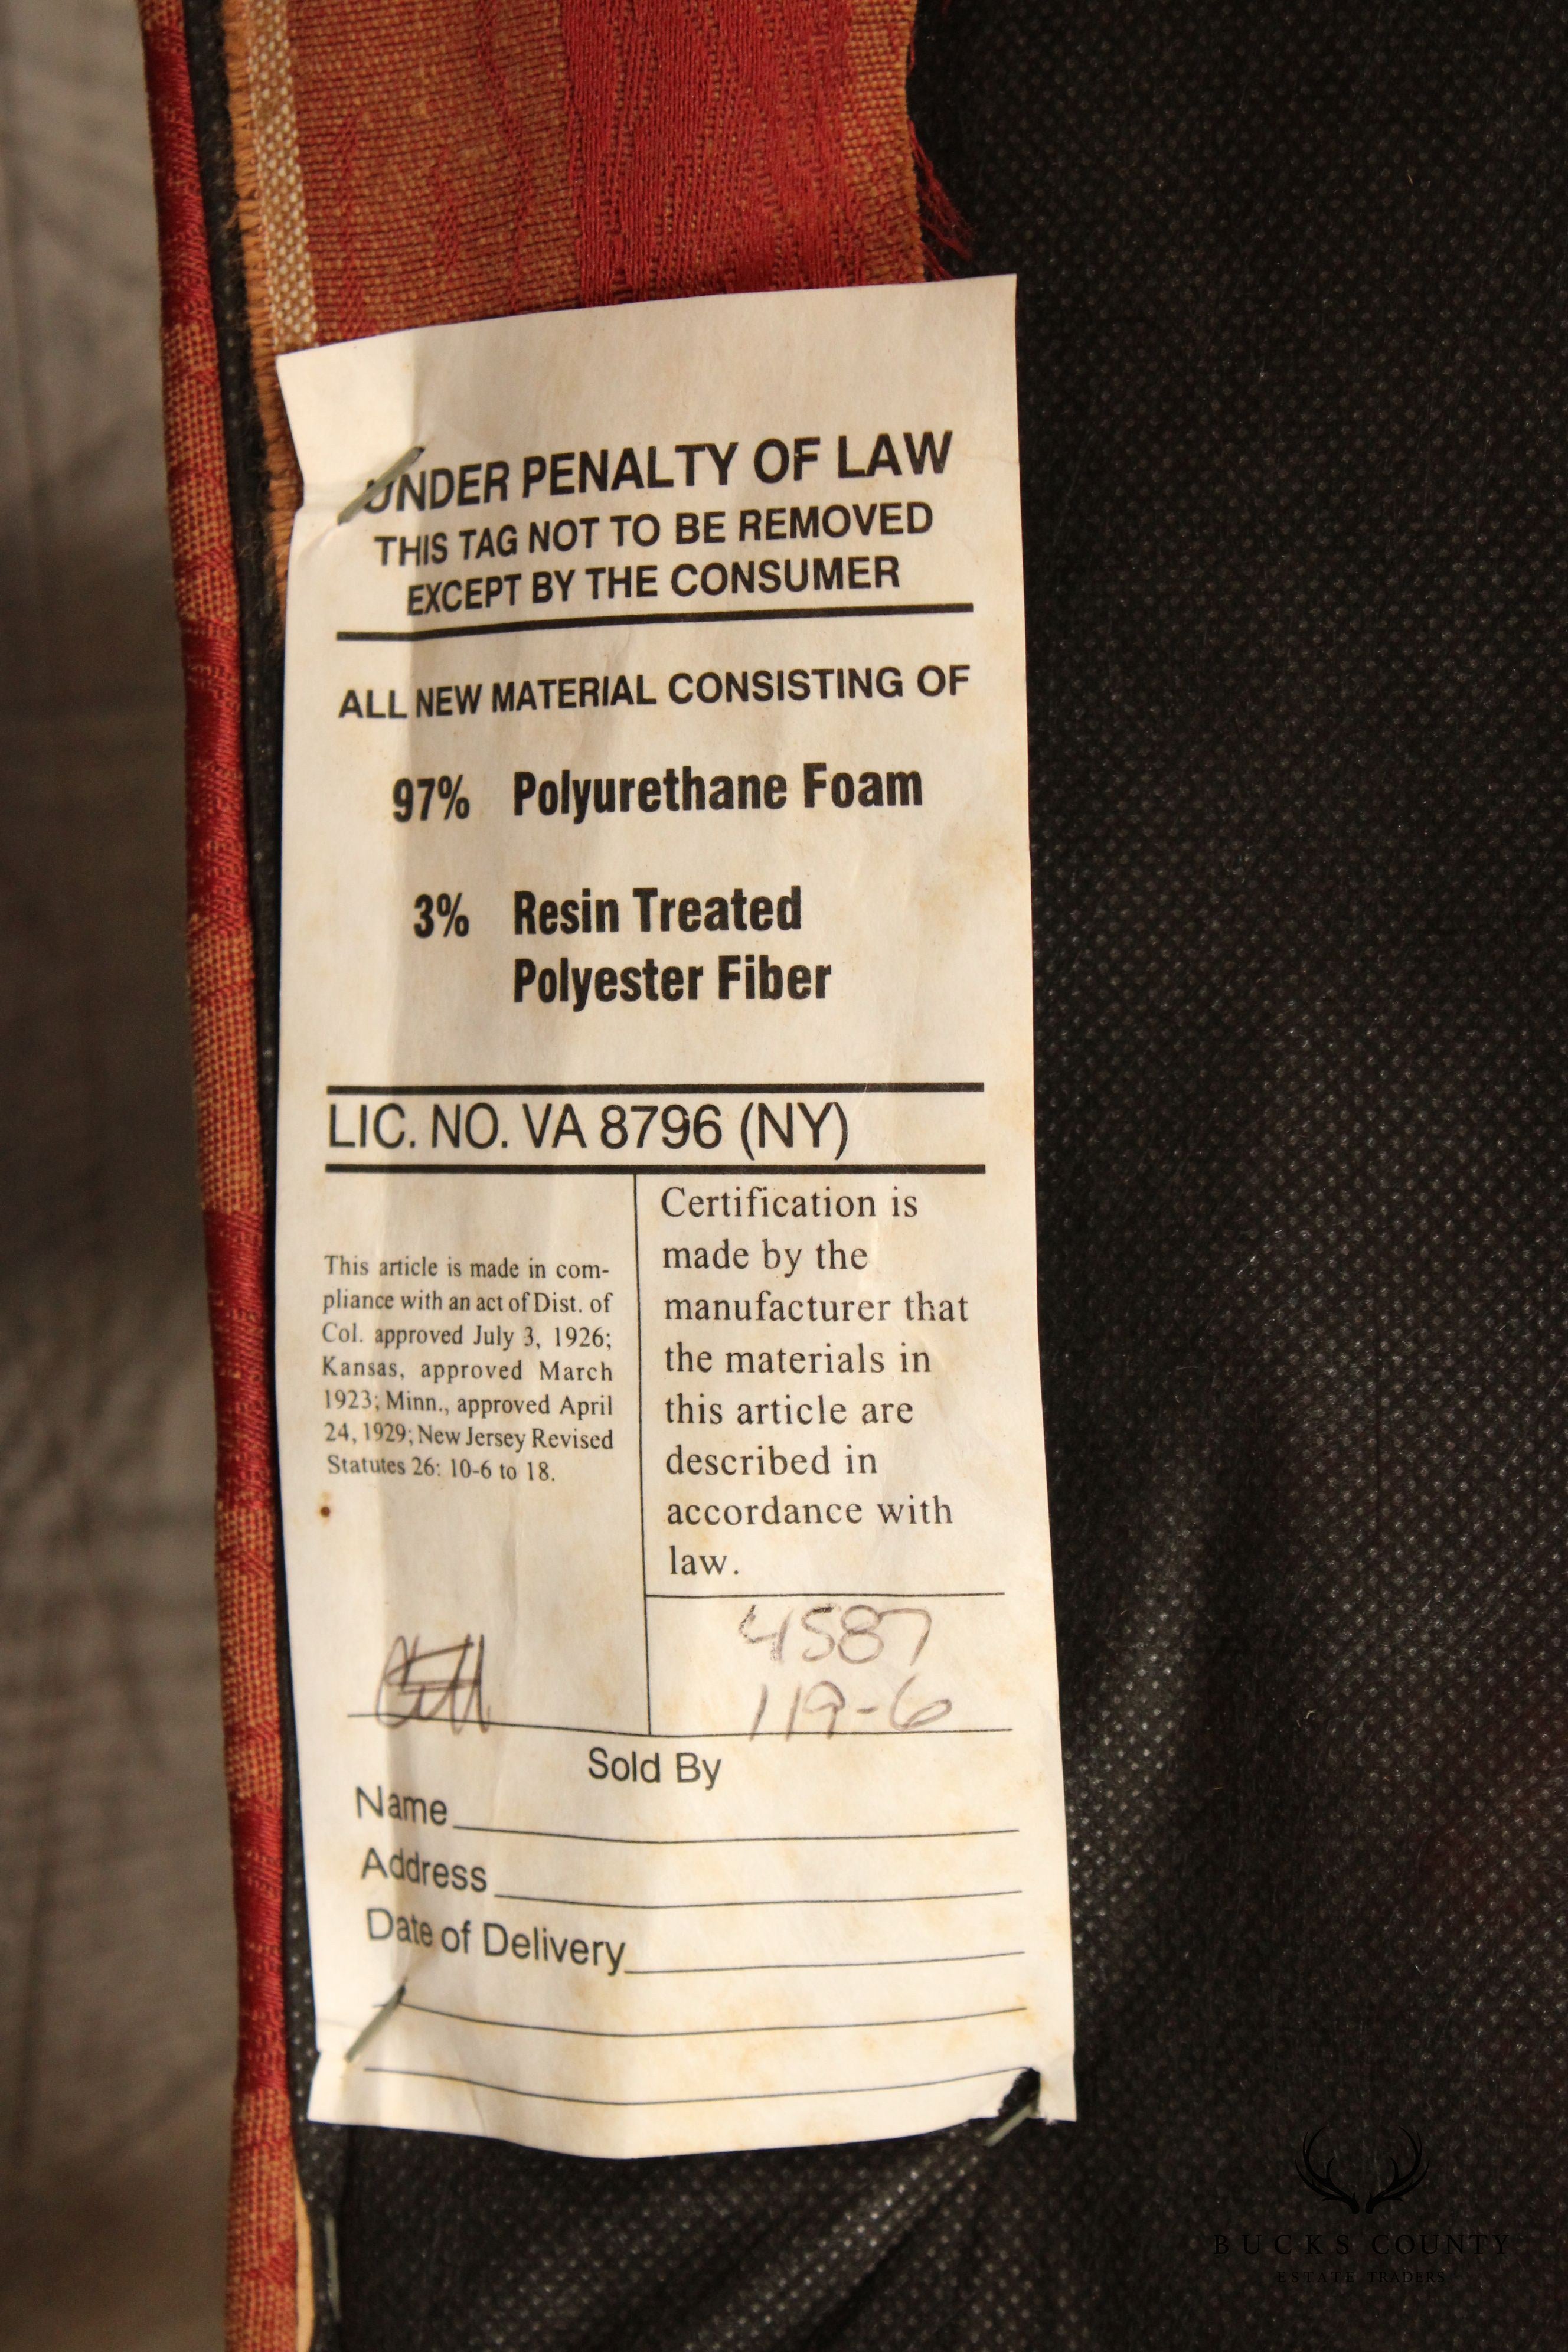 UNDER PENALTY OF LAW
THIS TAG NOT TO BE REMOVED
EXCEPT BY THE CONSUMER
ALL NEW MATERIAL CONSISTING OF
97% Polyurethane Foam
3% Resin Treated
Polyester Fiber
LIC. NO. VA 8796 (NY)
This article is made in com-
pliance with an act of Dist. of
Col. approved July 3, 1926;
Kansas, approved March
1923; Minn., approved April
24, 1929; New Jersey Revised
Statutes 26: 10-6 to 18.
Certification is
made by the
manufacturer that
the materials in
this article are
described in
accordance with
law.
4587
119-6
Sold By
Name
Address
Date of Delivery
BUCKS COUNTY
ESTATE TRADERS